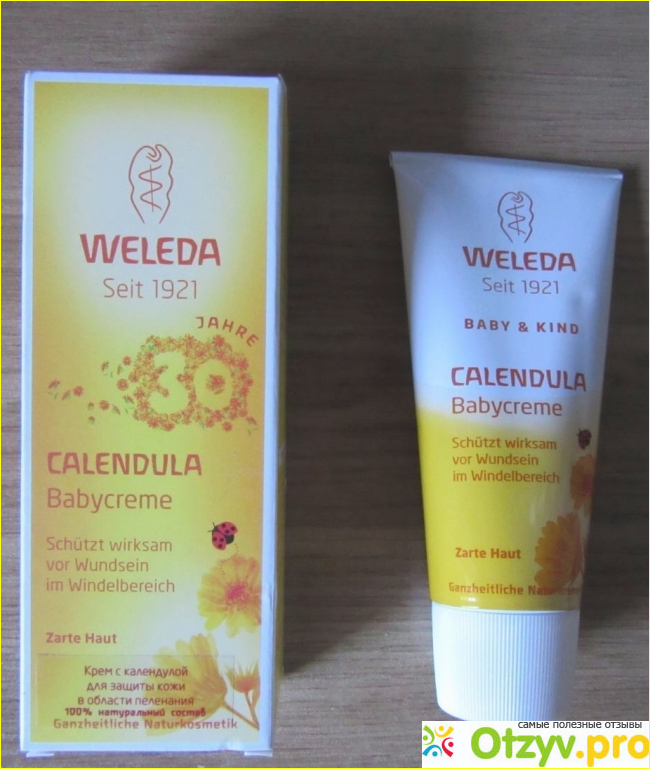 WELEDA
Seit 1921
JAHRE
30
CALENDULA
Babycreme
Schützt wirksam
vor Wundsein
im Windelbereich
Zarte Haut
Крем с календулой
для защиты кожи
в области пеленания
100% натуральный состав
Ganzheitliche Naturkosmetik
WELEDA
Seit 1921
BABY & KIND
CALENDULA
Babycreme
Schützt wirksam
vor Wundsein
im Windelbereich
Zarte Haut
Ganzheitliche
самые полезные отзывы
Otzyv.pro